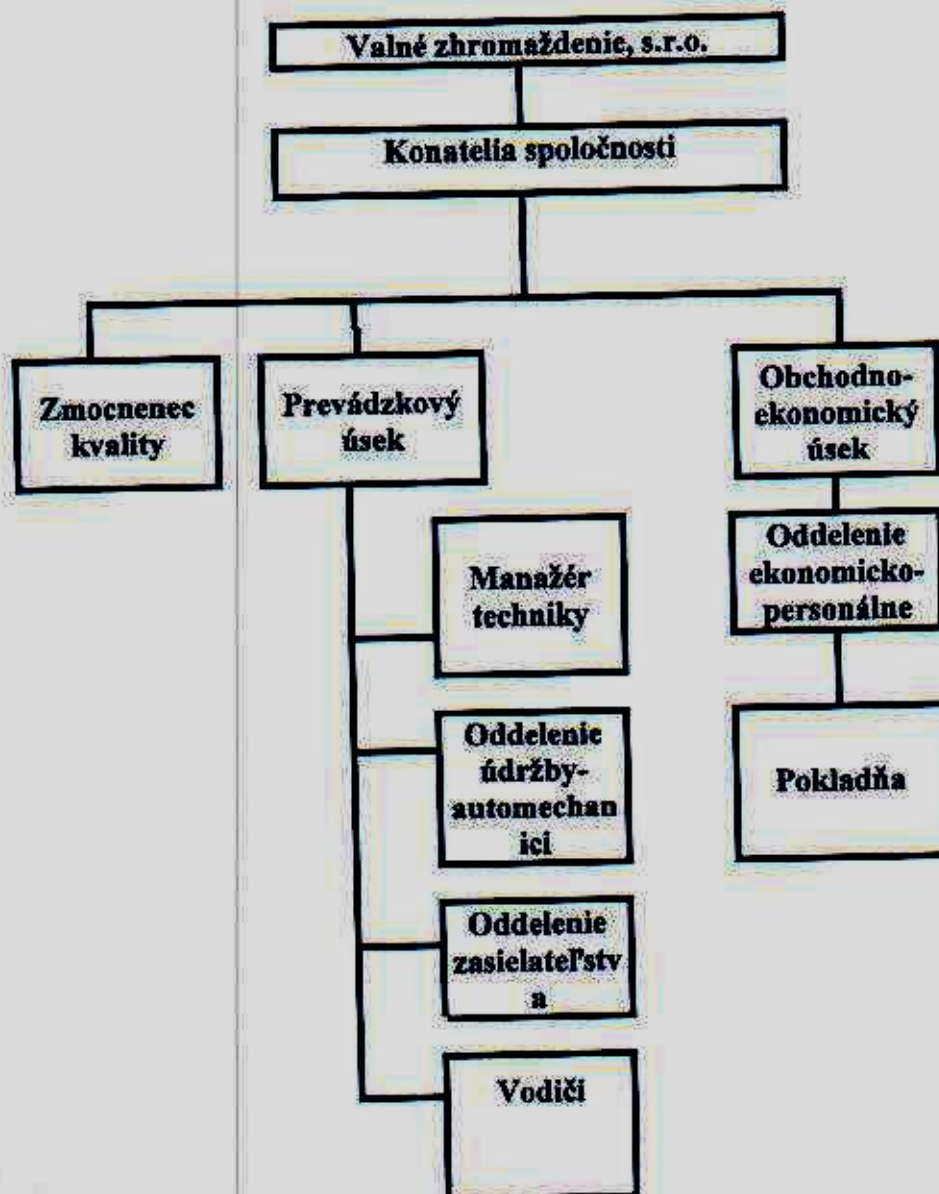 Valné zhromaždenie, s.r.o.
Konatelia spoločnosti
Zmocnenec
kvality
Prevádzkový
úsek
Obchodno-
ekonomický
úsek
Manažér
techniky
Oddelenie
ekonomicko-
personálne
Oddelenie
údržby-
automechan
ici
Pokladňa
Oddelenie
zasielateľstv
a
Vodiči